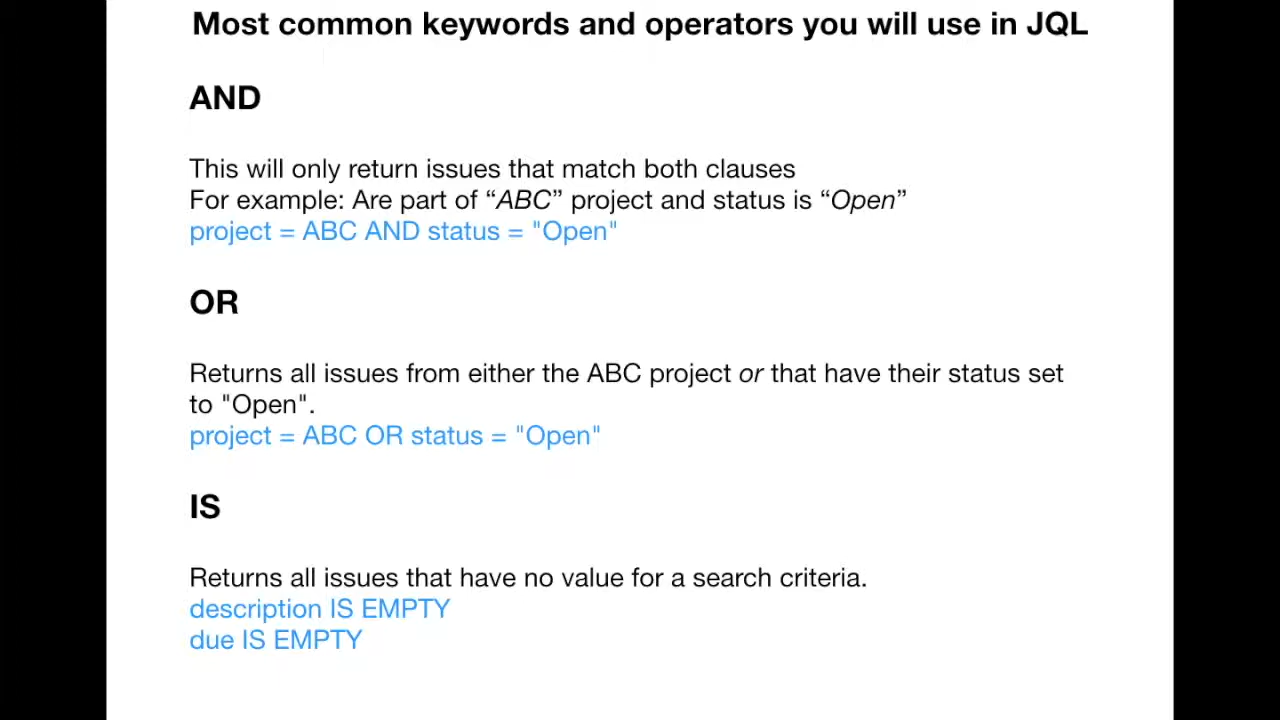 Most common keywords and operators you will use in JQL
AND
This will only return issues that match both clauses
For example: Are part of “ABC” project and status is “Open”
project = ABC AND status = "Open"
OR
Returns all issues from either the ABC project or that have their status set
to "Open".
project = ABC OR status = "Open"
IS
Returns all issues that have no value for a search criteria.
description IS EMPTY
due IS EMPTY